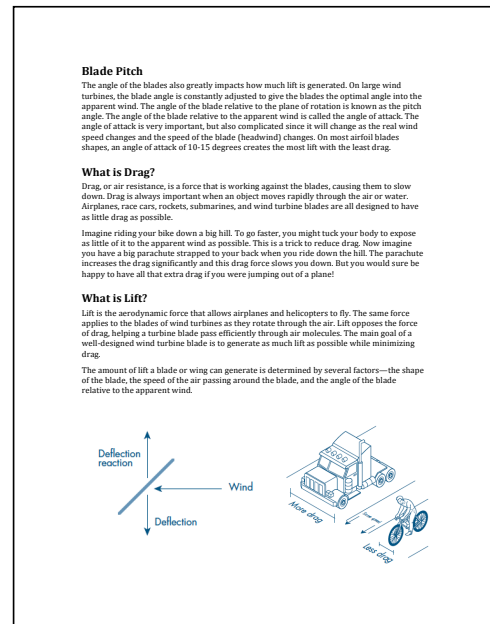 Blade Pitch
The angle of the blades also greatly impacts how much lift is generated. On large wind
turbines, the blade angle is constantly adjusted to give the blades the optimal angle into the
apparent wind. The angle of the blade relative to the plane of rotation is known as the pitch
angle. The angle of the blade relative to the apparent wind is called the angle of attack. The
angle of attack is very important, but also complicated since it will change as the real wind
speed changes and the speed of the blade (headwind) changes. On most airfoil blades
shapes, an angle of attack of 10-15 degrees creates the most lift with the least drag.
What is Drag?
Drag, or air resistance, is a force that is working against the blades, causing them to slow
down. Drag is always important when an object moves rapidly through the air or water.
Airplanes, race cars, rockets, submarines, and wind turbine blades are all designed to have
as little drag as possible.
Imagine riding your bike down a big hill. To go faster, you might tuck your body to expose
as little of it to the apparent wind as possible. This is a trick to reduce drag. Now imagine
you have a big parachute strapped to your back when you ride down the hill. The parachute
increases the drag significantly and this drag force slows you down. But you would sure be
happy to have all that extra drag if you were jumping out of a plane!
What is Lift?
Lift is the aerodynamic force that allows airplanes and helicopters to fly. The same force
applies to the blades of wind turbines as they rotate through the air. Lift opposes the force
of drag, helping a turbine blade pass efficiently through air molecules. The main goal of a
well-designed wind turbine blade is to generate as much lift as possible while minimizing
drag.
The amount of lift a blade or wing can generate is determined by several factors—the shape
of the blade, the speed of the air passing around the blade, and the angle of the blade
relative to the apparent wind.
Deflection
reaction
Wind
Deflection
More drag
Less drag